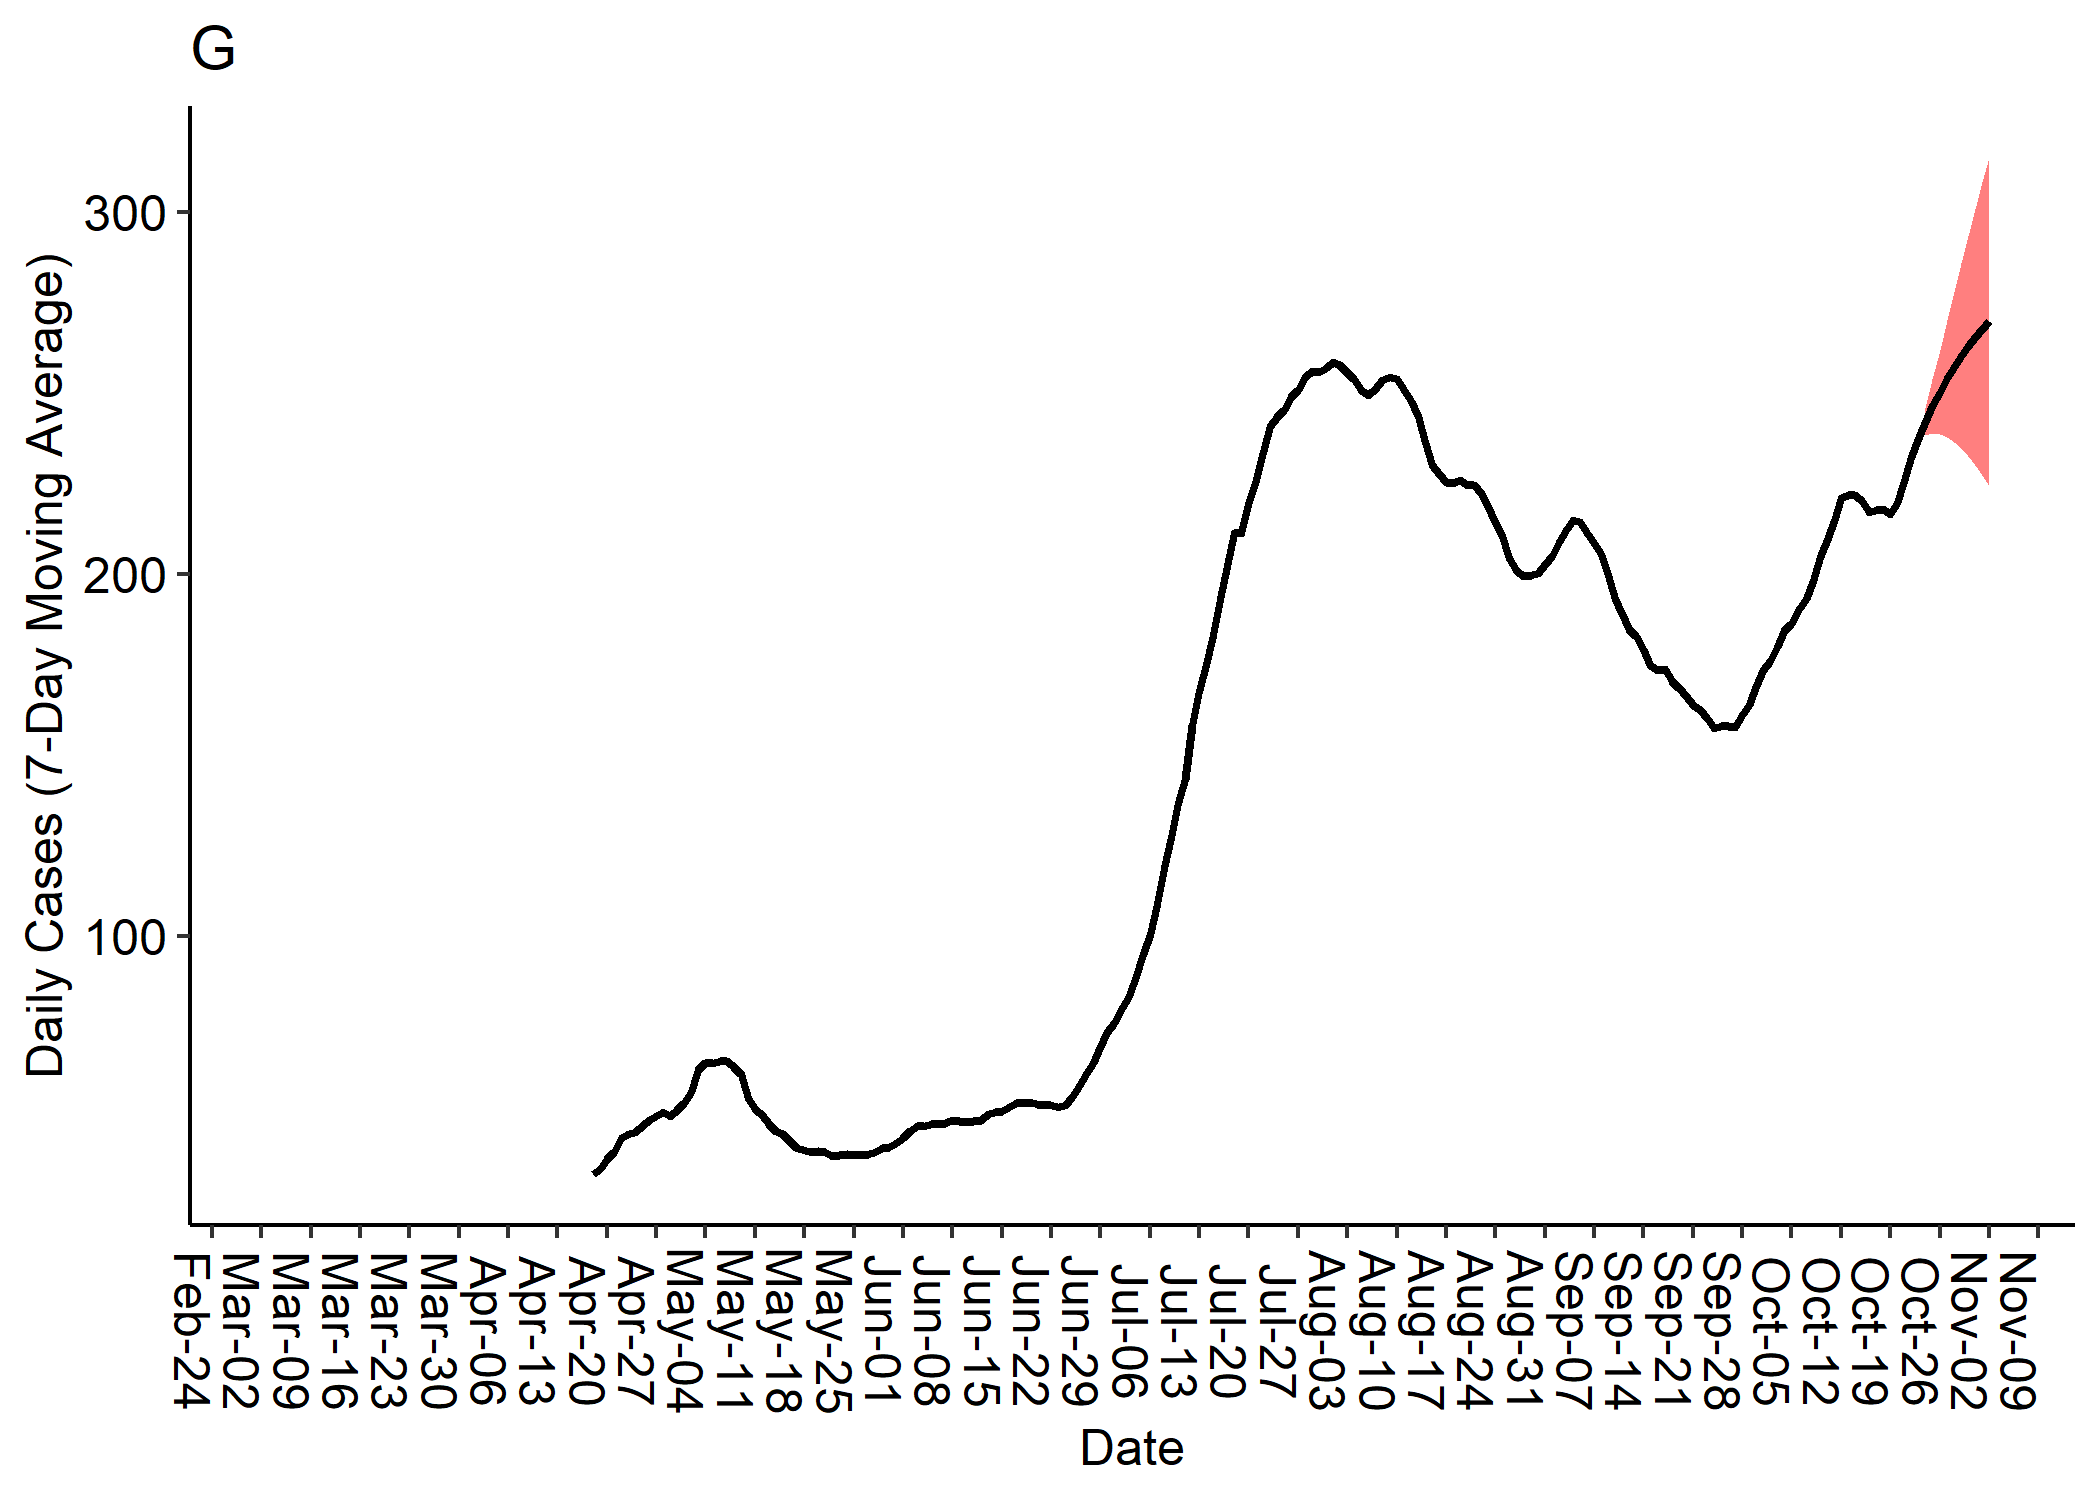 G
Daily Cases (7-Day Moving Average)
300
200
100
Feb-24
Mar-02
Mar-09
Mar-16
Mar-23
Mar-30
Apr-06
Apr-13
Apr-20
Apr-27
May-04
May-11
May-18
May-25
Jun-01
Jun-08
Jun-15
Jun-22
Jun-29
Jul-06
Jul-13
Jul-20
Jul-27
Aug-03
Aug-10
Aug-17
Aug-24
Aug-31
Sep-07
Sep-14
Sep-21
Sep-28
Oct-05
Oct-12
Oct-19
Oct-26
Nov-02
Nov-09
Date